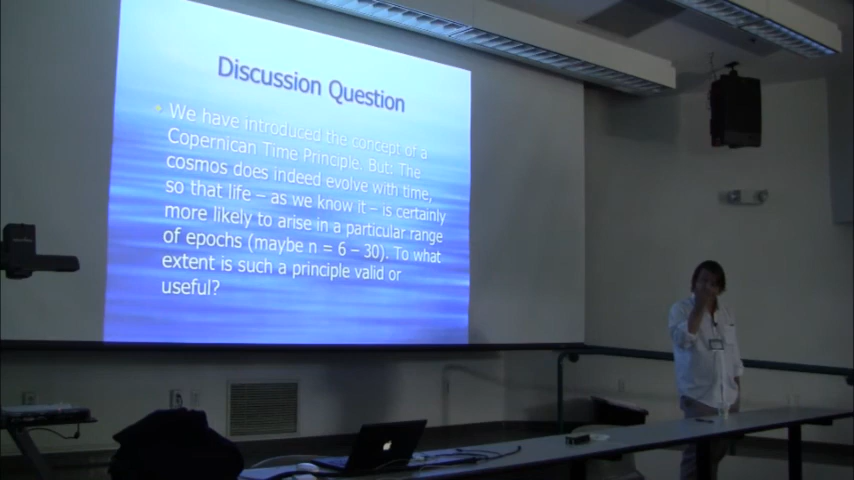 Discussion Question
We have introduced the concept of a
Copernican Time Principle. But: The
cosmos does indeed evolve with time,
so that life – as we know it – is certainly
more likely to arise in a particular range
of epochs (maybe n = 6 – 30). To what
extent is such a principle valid or
useful?